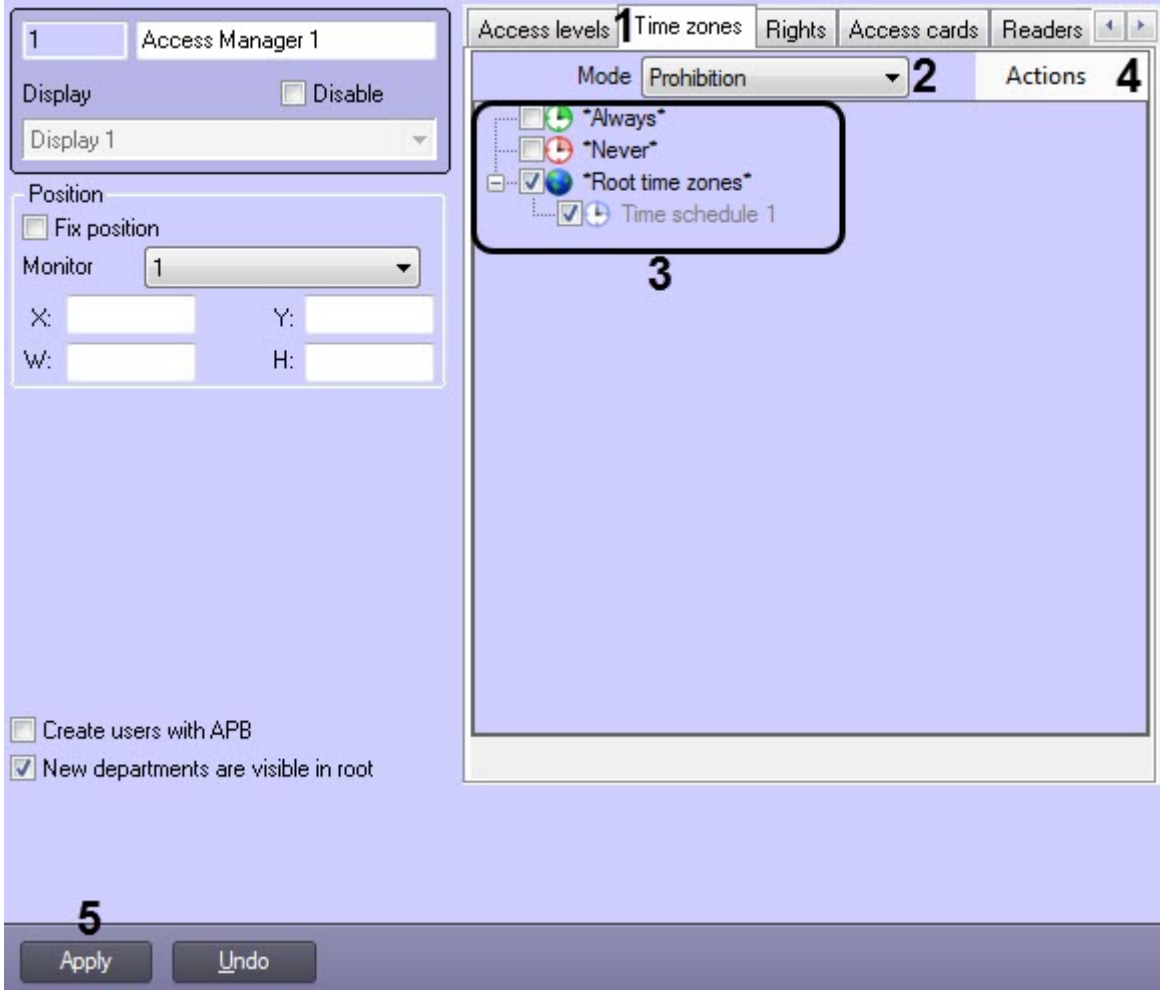 1 Access Manager 1
Display Disable
Display 1
Position
Fix position
Monitor 1
X: Y:
W: H:
Create users with APB
New departments are visible in root
Access levels 1 Time zones Rights Access cards Readers
Mode Prohibition 2 Actions 4
*Always*
*Never*
*Root time zones*
Time schedule 1
3
5
Apply Undo